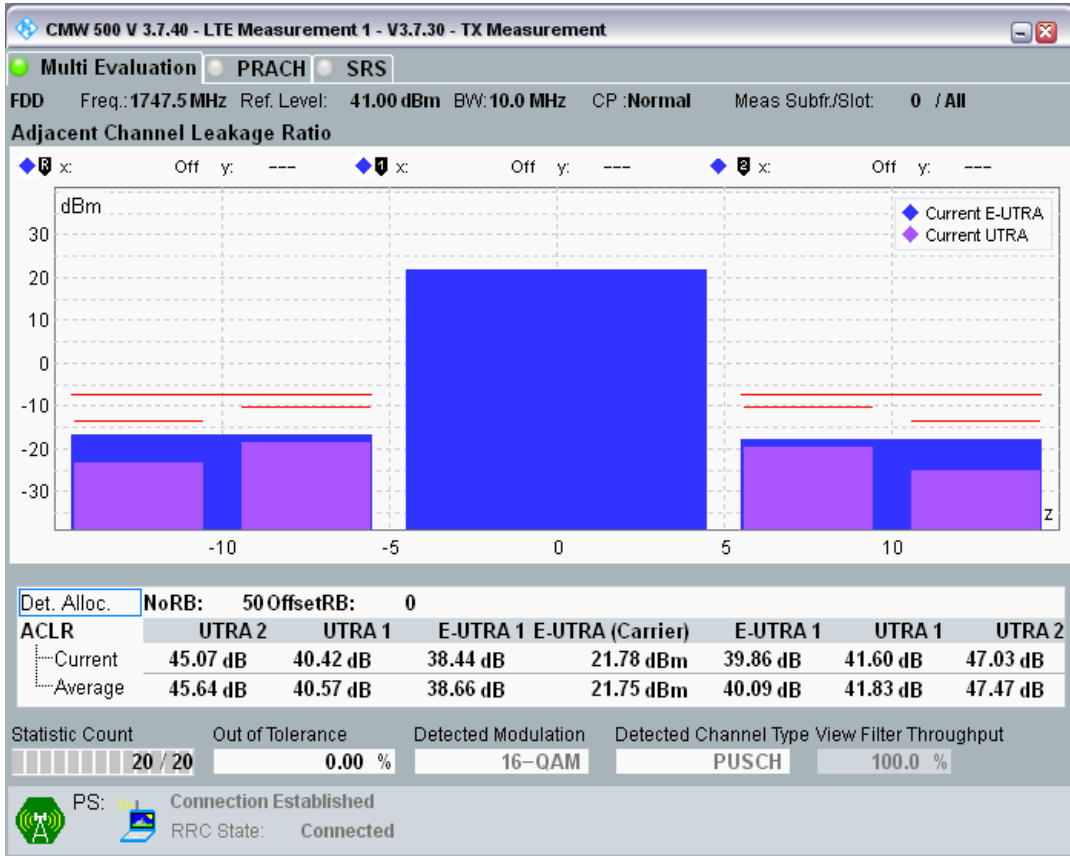 CMW 500 V 3.7.40 - LTE Measurement 1 - V3.7.30 - TX Measurement
Multi Evaluation PRACH SRS
FDD Freq.: 1747.5 MHz Ref. Level: 41.00 dBm BW: 10.0 MHz CP :Normal Meas Subfr./Slot: 0 / All
Adjacent Channel Leakage Ratio
R x: Off y: --- 1 x: Off y: --- 2 x: Off y: ---
dBm
Current E-UTRA
Current UTRA
30
20
10
0
-10
-20
-30
z
-10 -5 0 5 10
Det. Alloc. NoRB: 50 OffsetRB: 0
ACLR UTRA 2 UTRA 1 E-UTRA 1 E-UTRA (Carrier) E-UTRA 1 UTRA 1 UTRA 2
Current 45.07 dB 40.42 dB 38.44 dB 21.78 dBm 39.86 dB 41.60 dB 47.03 dB
Average 45.64 dB 40.57 dB 38.66 dB 21.75 dBm 40.09 dB 41.83 dB 47.47 dB
Statistic Count Out of Tolerance Detected Modulation Detected Channel Type View Filter Throughput
20 / 20 0.00 % 16-QAM PUSCH 100.0 %
PS: Connection Established
RRC State: Connected